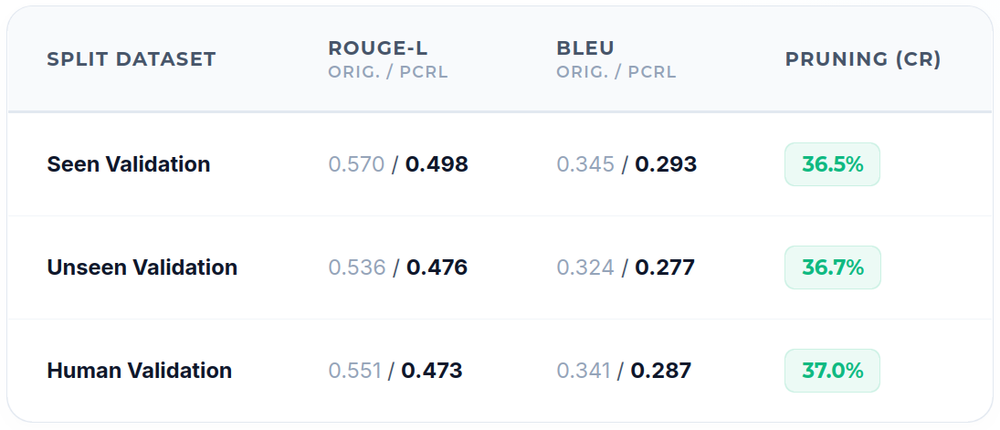 SPLIT DATASET ROUGE-L BLEU PRUNING (CR)
ORIG. / PCRL ORIG. / PCRL
Seen Validation 0.570 / 0.498 0.345 / 0.293 36.5%
Unseen Validation 0.536 / 0.476 0.324 / 0.277 36.7%
Human Validation 0.551 / 0.473 0.341 / 0.287 37.0%